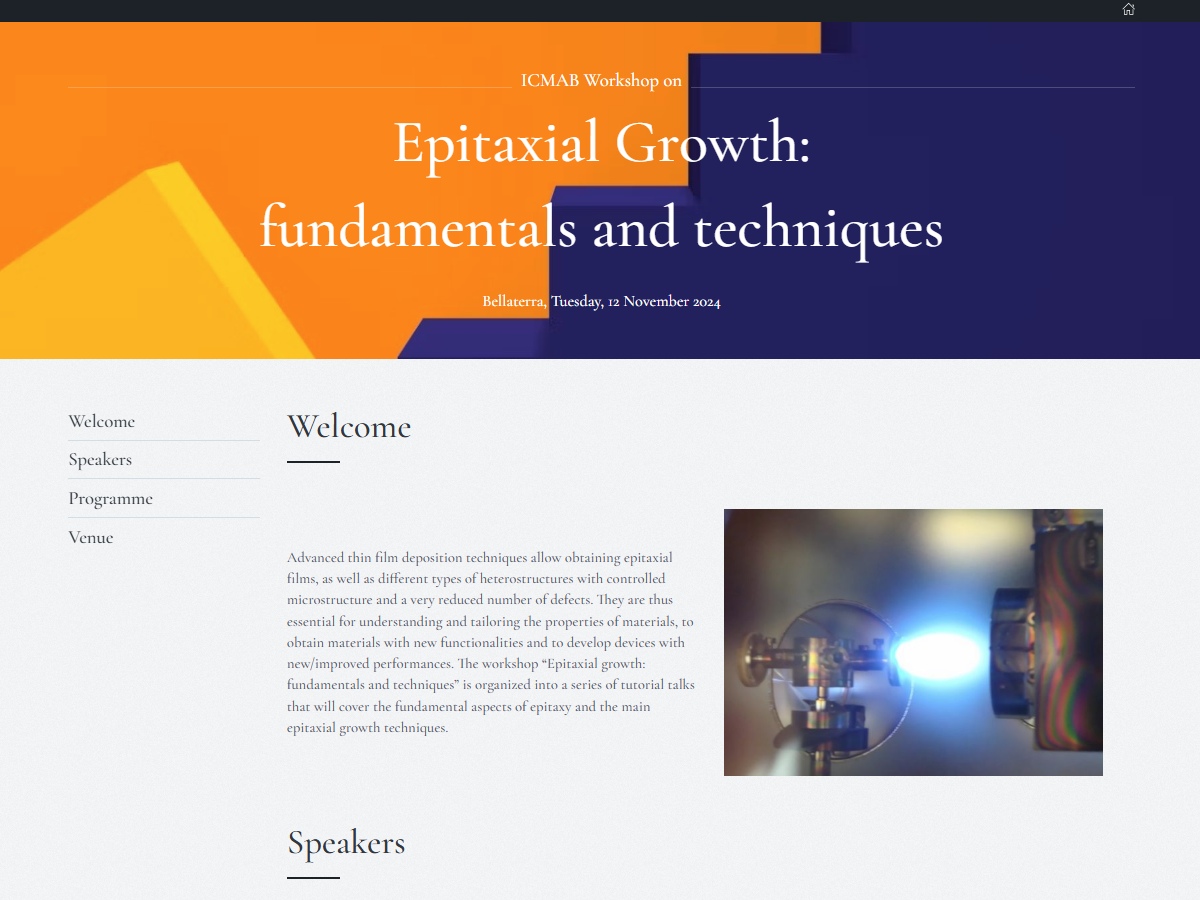 ICMAB Workshop on
Epitaxial Growth:
fundamentals and techniques
Bellaterra, Tuesday, 12 November 2024
Welcome
Speakers
Programme
Venue
Welcome
Advanced thin film deposition techniques allow obtaining epitaxial
films, as well as different types of heterostructures with controlled
microstructure and a very reduced number of defects. They are thus
essential for understanding and tailoring the properties of materials, to
obtain materials with new functionalities and to develop devices with
new/improved performances. The workshop “Epitaxial growth:
fundamentals and techniques” is organized into a series of tutorial talks
that will cover the fundamental aspects of epitaxy and the main
epitaxial growth techniques.
Speakers